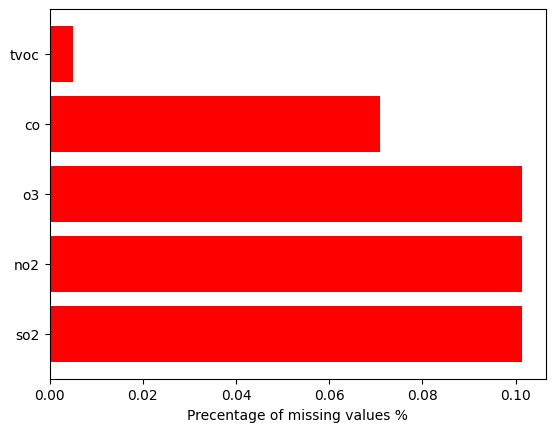 tvoc
co
o3
no2
so2
0.00 0.02 0.04 0.06 0.08 0.10
Precentage of missing values %